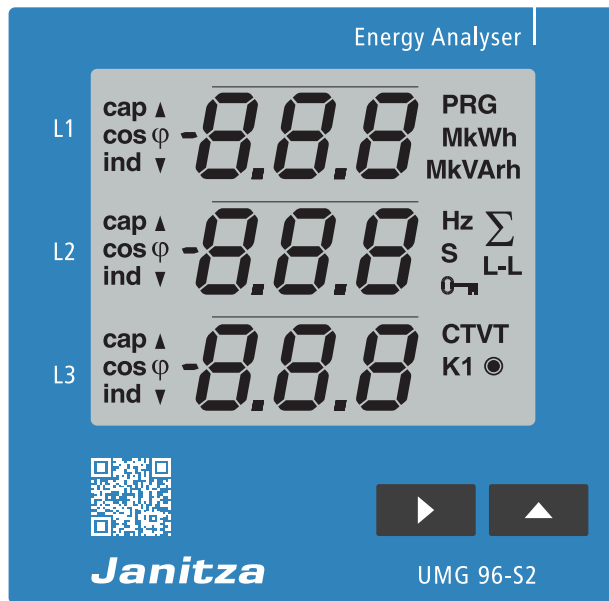 Energy Analyser
L1
cap ▲
cos φ
ind ▼
-8.8.8
PRG
MkWh
MkVArh
L2
cap ▲
cos φ
ind ▼
-8.8.8
Hz Σ
S L-L
L3
cap ▲
cos φ
ind ▼
-8.8.8
CTVT
K1
Janitza
UMG 96-S2